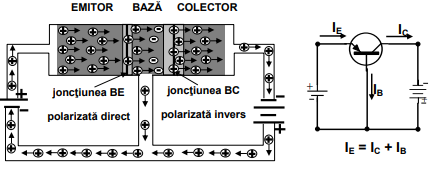 EMITOR BAZĂ COLECTOR
joncţiunea BE
polarizată direct
joncţiunea BC
polarizată invers
IE
IC
IB
IE = IC + IB